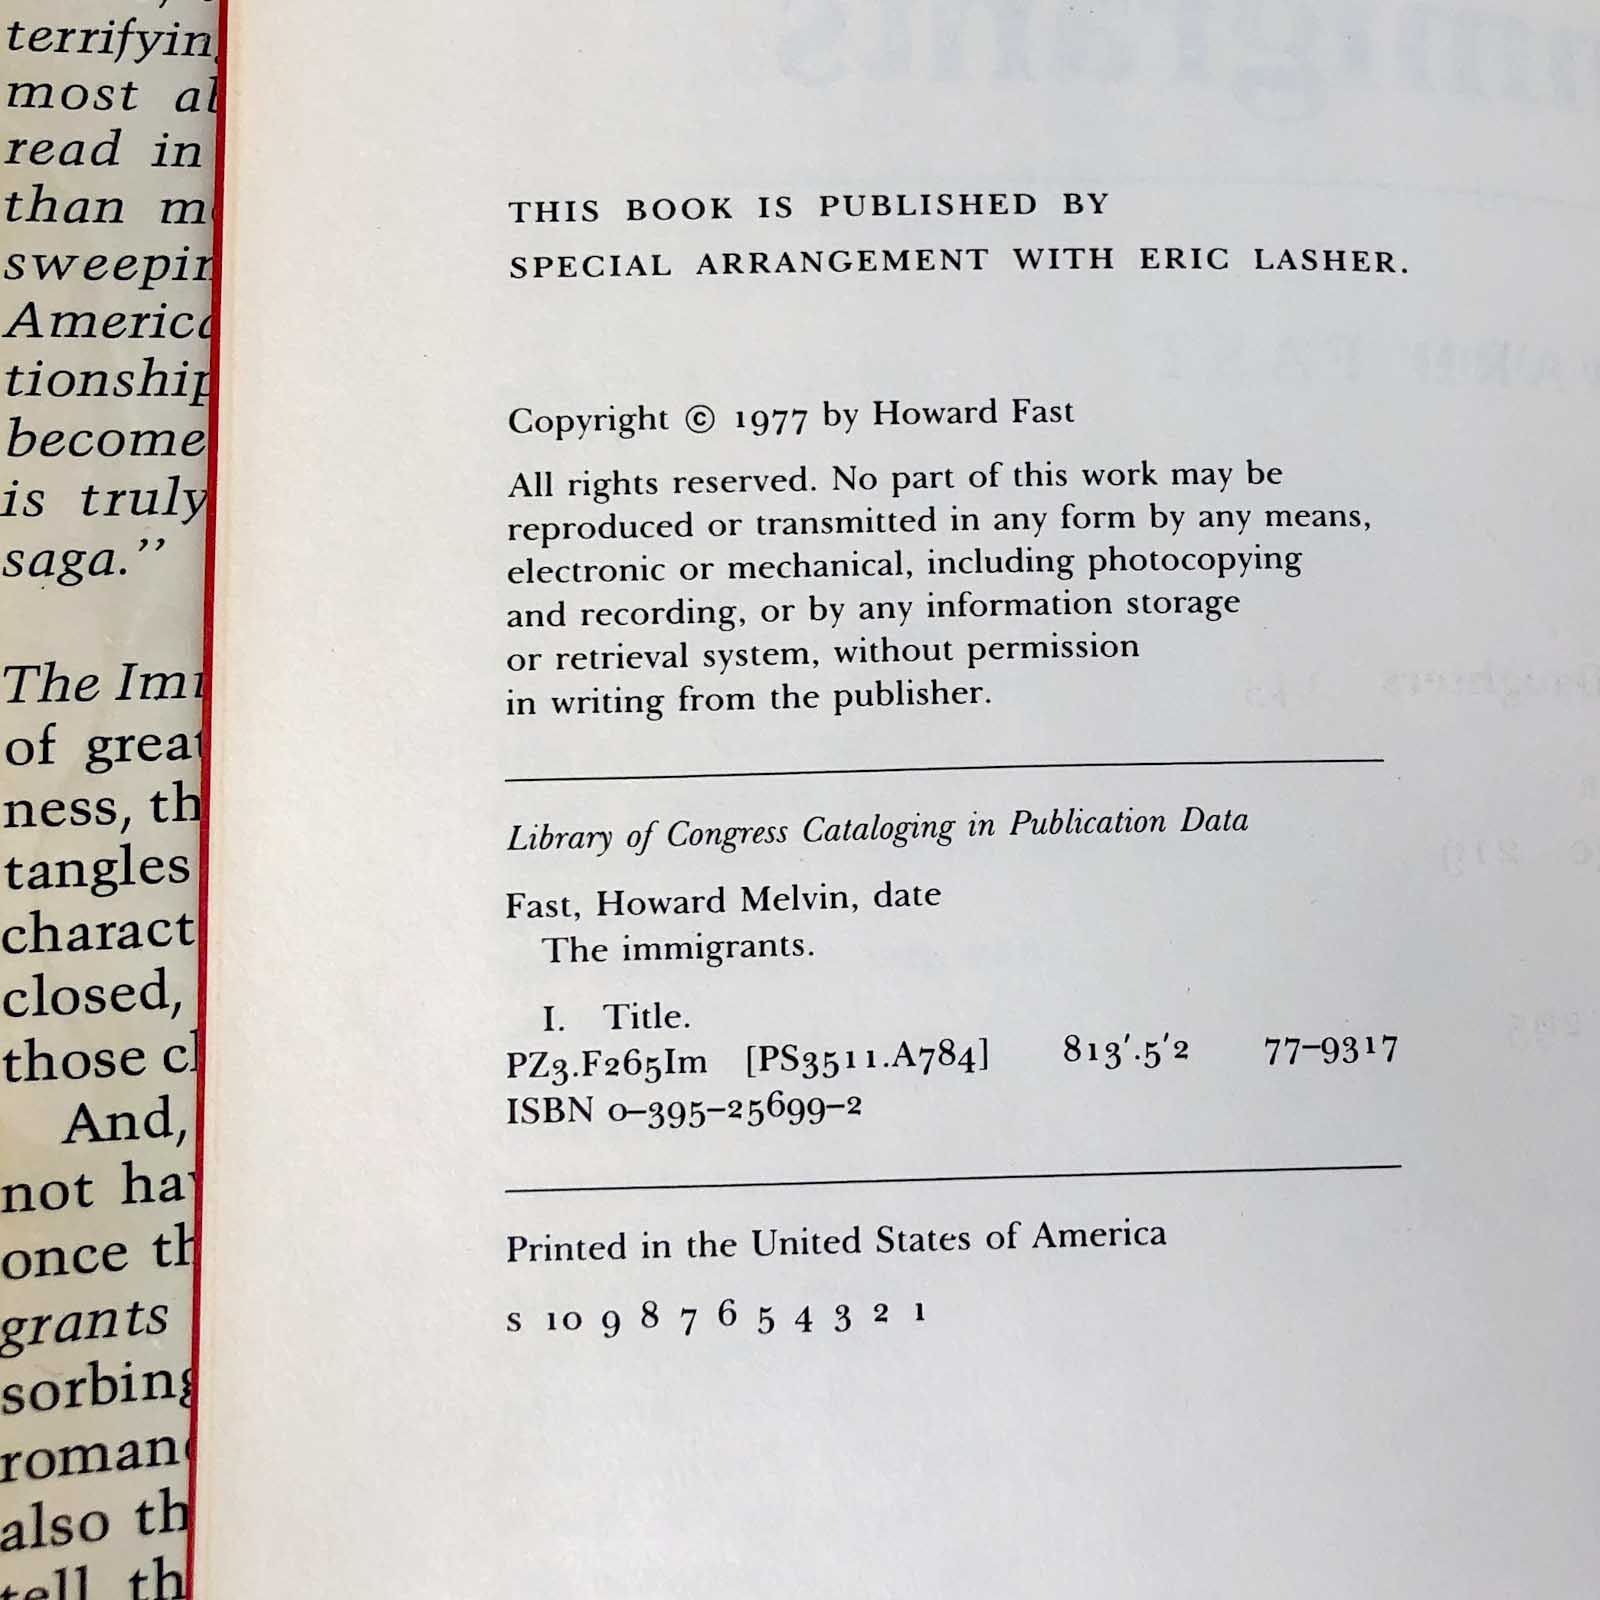 terrifyin
most al
read in
than m
sweepin
America
tionship
become
is truly
saga.”
The Immi
of great
ness, th
tangles
charact
closed,
those cl
And,
not hav
once th
grants
sorbing
roman
also th
tell th
THIS BOOK IS PUBLISHED BY
SPECIAL ARRANGEMENT WITH ERIC LASHER.
Copyright © 1977 by Howard Fast
All rights reserved. No part of this work may be
reproduced or transmitted in any form by any means,
electronic or mechanical, including photocopying
and recording, or by any information storage
or retrieval system, without permission
in writing from the publisher.
Library of Congress Cataloging in Publication Data
Fast, Howard Melvin, date
The immigrants.
I. Title.
PZ3.F265Im [PS3511.A784] 813'.5'2 77–9317
ISBN 0–395–25699–2
Printed in the United States of America
S 10 9 8 7 6 5 4 3 2 1